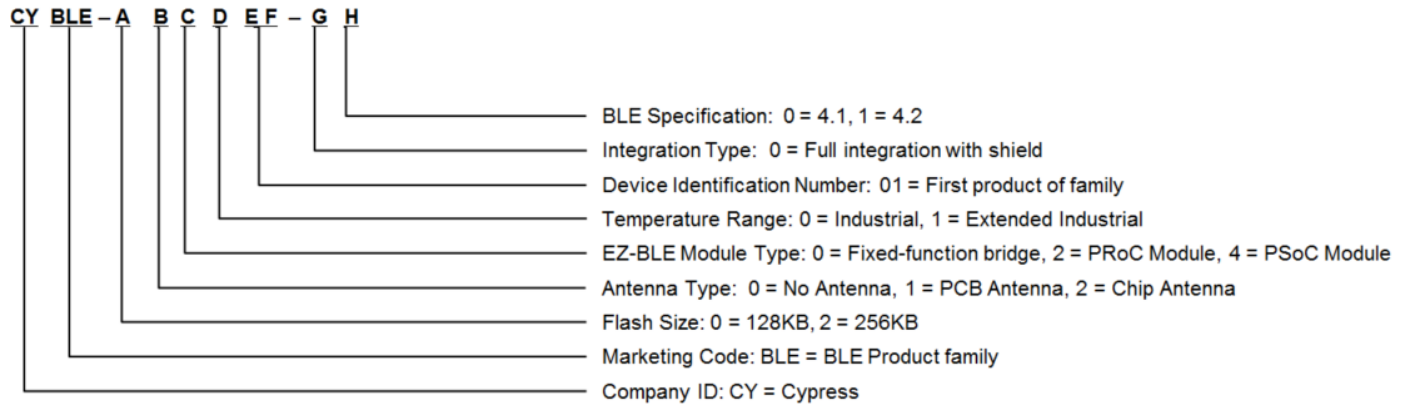 CY BLE – A B C D E F – G H
BLE Specification: 0 = 4.1, 1 = 4.2
Integration Type: 0 = Full integration with shield
Device Identification Number: 01 = First product of family
Temperature Range: 0 = Industrial, 1 = Extended Industrial
EZ-BLE Module Type: 0 = Fixed-function bridge, 2 = PRoC Module, 4 = PSoC Module
Antenna Type: 0 = No Antenna, 1 = PCB Antenna, 2 = Chip Antenna
Flash Size: 0 = 128KB, 2 = 256KB
Marketing Code: BLE = BLE Product family
Company ID: CY = Cypress